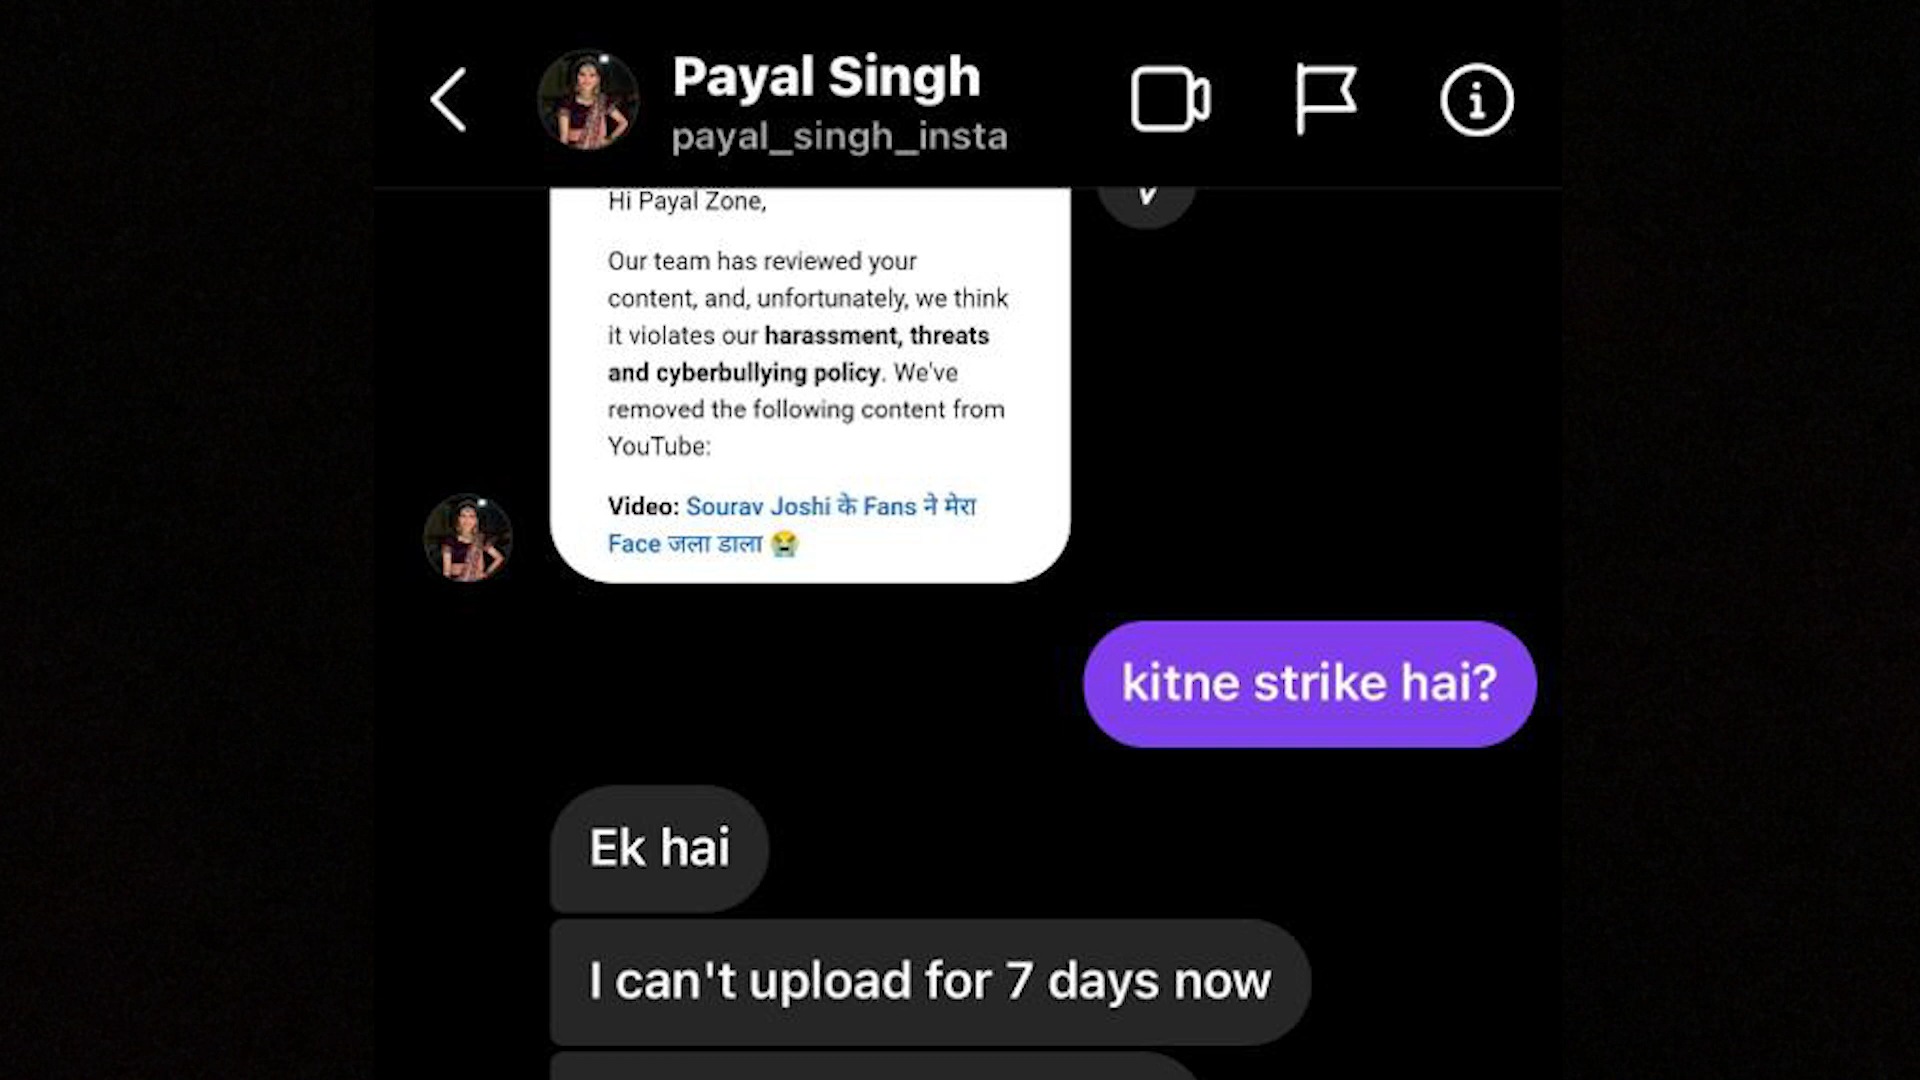 Payal Singh
payal_singh_insta
Hi Payal Zone,
Our team has reviewed your
content, and, unfortunately, we think
it violates our harassment, threats
and cyberbullying policy. We've
removed the following content from
YouTube:
Video: Sourav Joshi के Fans ने मेरा
Face जला डाला 😭
kitne strike hai?
Ek hai
I can't upload for 7 days now